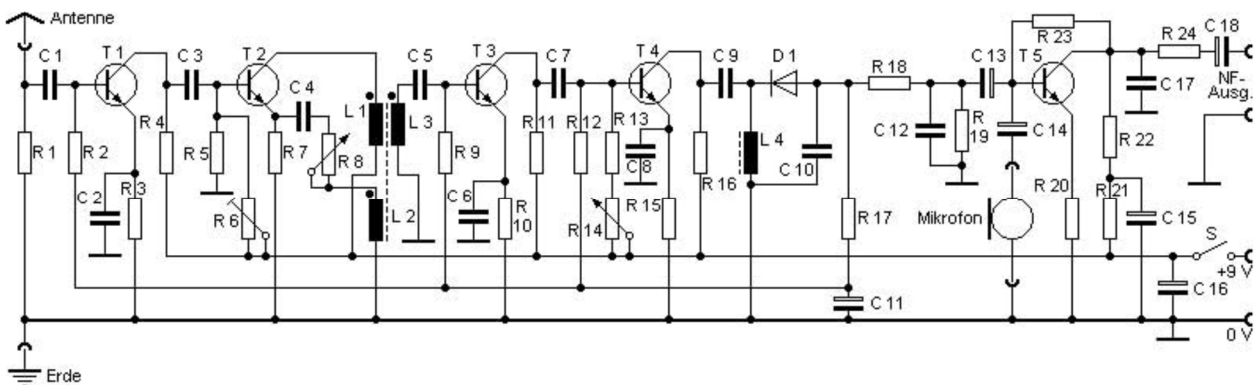 Antenne
C 1
T 1
C 3
T 2
C 4
C 5
T 3
C 7
T 4
C 9
D 1
R 18
C 13
T 5
R 23
R 24
C 18
C 17
NF-
Ausg.
R 1
R 2
R 4
R 3
C 2
R 5
R 6
R 7
R 8
L 1
L 3
L 2
R 9
C 6
R
10
R 11
R 12
R 13
C 8
R 14
R 15
R 16
L 4
C 10
R 17
C 12
R
19
C 14
R 22
Mikrofon
R 20
R 21
C 15
S
+9 V
C 16
C 11
0 V
Erde